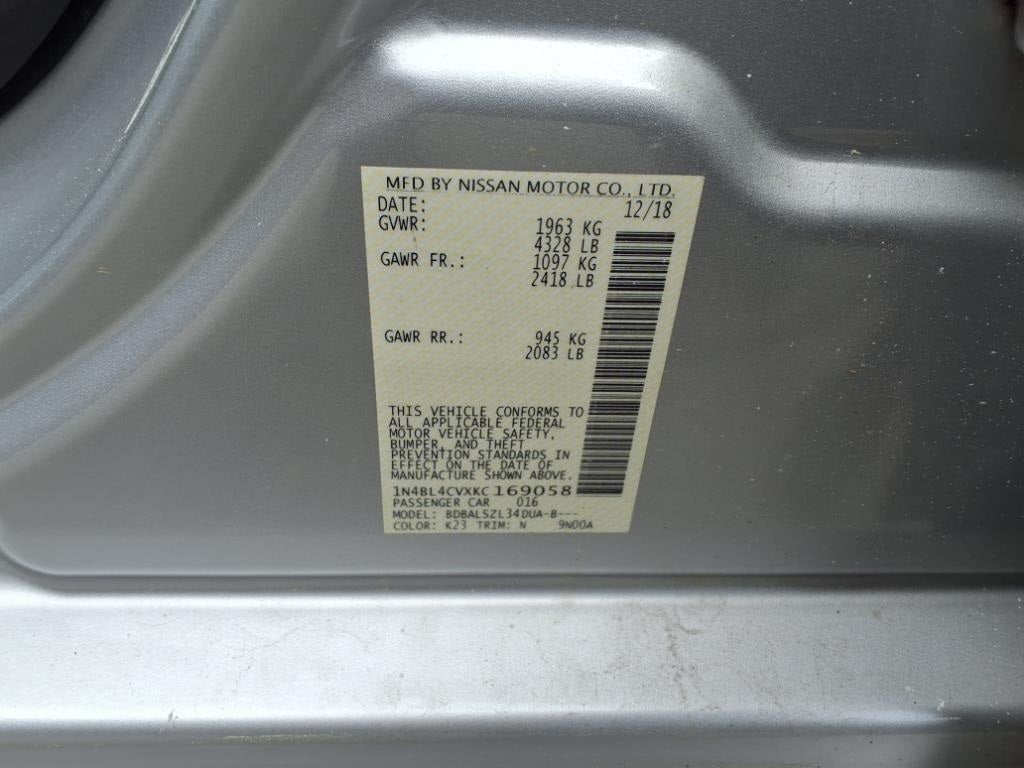 MFD BY NISSAN MOTOR CO., LTD.
DATE: 12/18
GVWR: 1963 KG
4328 LB
GAWR FR.: 1097 KG
2418 LB
GAWR RR.: 945 KG
2083 LB
THIS VEHICLE CONFORMS TO
ALL APPLICABLE FEDERAL
MOTOR VEHICLE SAFETY,
BUMPER, AND THEFT
PREVENTION STANDARDS IN
EFFECT ON THE DATE OF
MANUFACTURE SHOWN ABOVE.
1N4BL4CVXKC169058
PASSENGER CAR 016
MODEL: BDBALSZL34DUA-B---
COLOR: K23 TRIM: N 9N00A